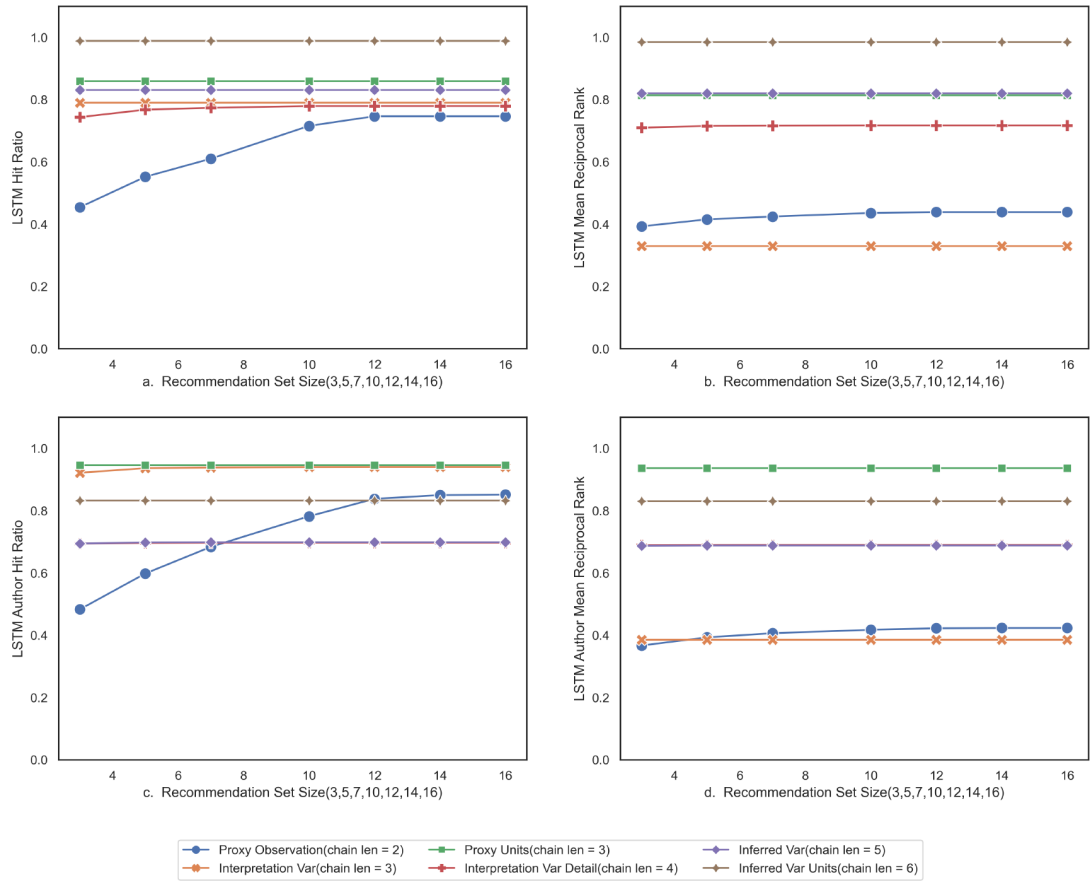 1.0
0.8
0.6
0.4
0.2
0.0
LSTM Hit Ratio
4 6 8 10 12 14 16
a. Recommendation Set Size(3,5,7,10,12,14,16)
1.0
0.8
0.6
0.4
0.2
0.0
LSTM Mean Reciprocal Rank
4 6 8 10 12 14 16
b. Recommendation Set Size(3,5,7,10,12,14,16)
1.0
0.8
0.6
0.4
0.2
0.0
LSTM Author Hit Ratio
4 6 8 10 12 14 16
c. Recommendation Set Size(3,5,7,10,12,14,16)
1.0
0.8
0.6
0.4
0.2
0.0
LSTM Author Mean Reciprocal Rank
4 6 8 10 12 14 16
d. Recommendation Set Size(3,5,7,10,12,14,16)
Proxy Observation(chain len = 2) Proxy Units(chain len = 3) Inferred Var(chain len = 5)
Interpretation Var(chain len = 3) Interpretation Var Detail(chain len = 4) Inferred Var Units(chain len = 6)